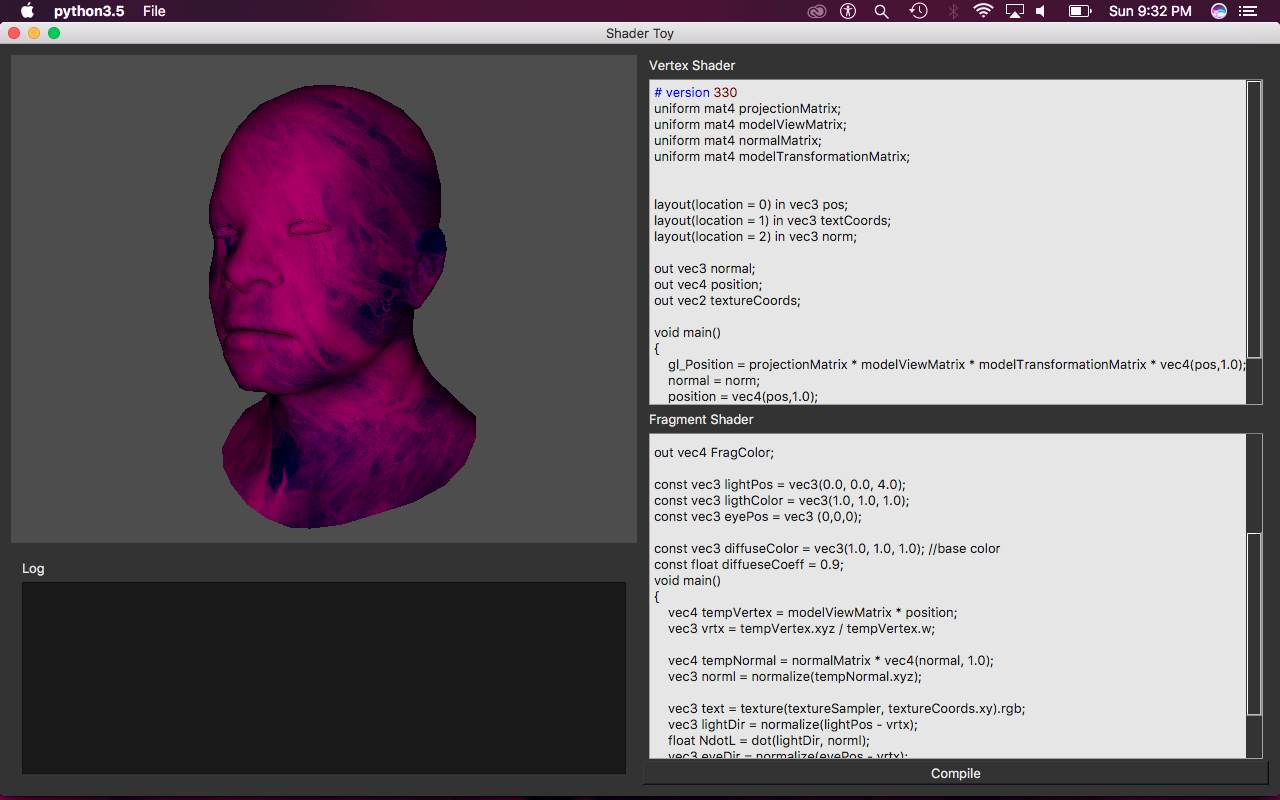 python3.5 File Sun 9:32 PM
Shader Toy
Vertex Shader
# version 330
uniform mat4 projectionMatrix;
uniform mat4 modelViewMatrix;
uniform mat4 normalMatrix;
uniform mat4 modelTransformationMatrix;
layout(location = 0) in vec3 pos;
layout(location = 1) in vec3 textCoords;
layout(location = 2) in vec3 norm;
out vec3 normal;
out vec4 position;
out vec2 textureCoords;
void main()
{
gl_Position = projectionMatrix * modelViewMatrix * modelTransformationMatrix * vec4(pos,1.0);
normal = norm;
position = vec4(pos,1.0);
Fragment Shader
out vec4 FragColor;
const vec3 lightPos = vec3(0.0, 0.0, 4.0);
const vec3 ligthColor = vec3(1.0, 1.0, 1.0);
const vec3 eyePos = vec3 (0,0,0);
const vec3 diffuseColor = vec3(1.0, 1.0, 1.0); //base color
const float diffueseCoeff = 0.9;
void main()
{
vec4 tempVertex = modelViewMatrix * position;
vec3 vrtx = tempVertex.xyz / tempVertex.w;
vec4 tempNormal = normalMatrix * vec4(normal, 1.0);
vec3 norml = normalize(tempNormal.xyz);
vec3 text = texture(textureSampler, textureCoords.xy).rgb;
vec3 lightDir = normalize(lightPos - vrtx);
float NdotL = dot(lightDir, norml);
vec3 eyeDir = normalize(eyePos - vrtx);
Compile
Log